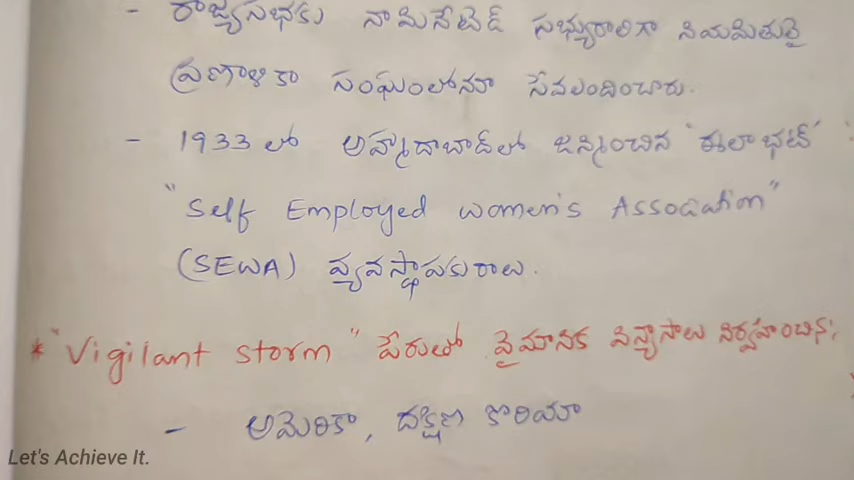 - రాజ్యసభకు నామినేటెడ్ సభ్యురాలిగా నియమితురై
ప్రణాళికా సంఘంలోనూ సేవలందించారు.
- 1933 లో అహ్మదాబాద్‌లో జన్మించిన 'ఈలా భట్'
"Self Employed women's Association"
(SEWA) వ్యవస్థాపకురాలు.
* "Vigilant storm" పేరుతో వైమానిక విన్యాసాలు నిర్వహించిన;
- అమెరికా, దక్షిణ కొరియా
Let's Achieve It.